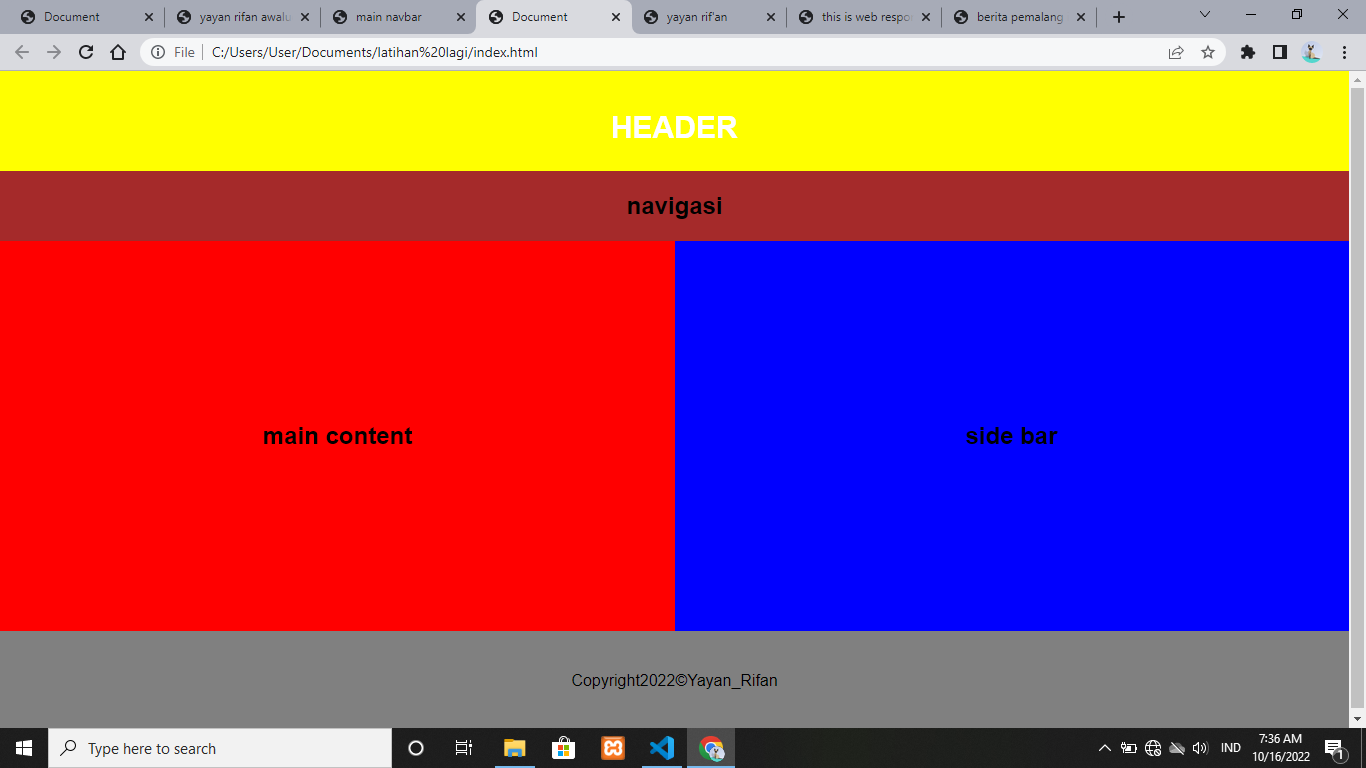 Document
yayan rifan awalu
main navbar
Document
yayan rif'an
this is web respo
berita pemalang
File
C:/Users/User/Documents/latihan%20lagi/index.html
HEADER
navigasi
main content
side bar
Copyright2022©Yayan_Rifan
Type here to search
IND
7:36 AM
10/16/2022
1